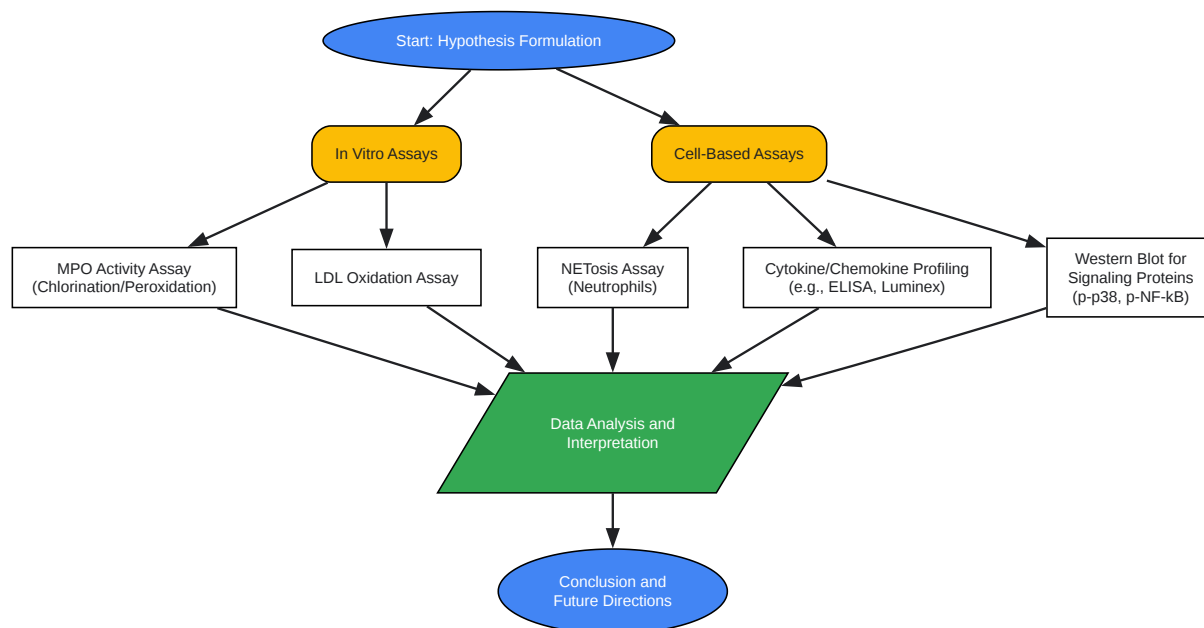 Start: Hypothesis Formulation
In Vitro Assays
Cell-Based Assays
MPO Activity Assay
(Chlorination/Peroxidation)
LDL Oxidation Assay
NETosis Assay
(Neutrophils)
Cytokine/Chemokine Profiling
(e.g., ELISA, Luminex)
Western Blot for
Signaling Proteins
(p-p38, p-NF-kB)
Data Analysis and
Interpretation
Conclusion and
Future Directions